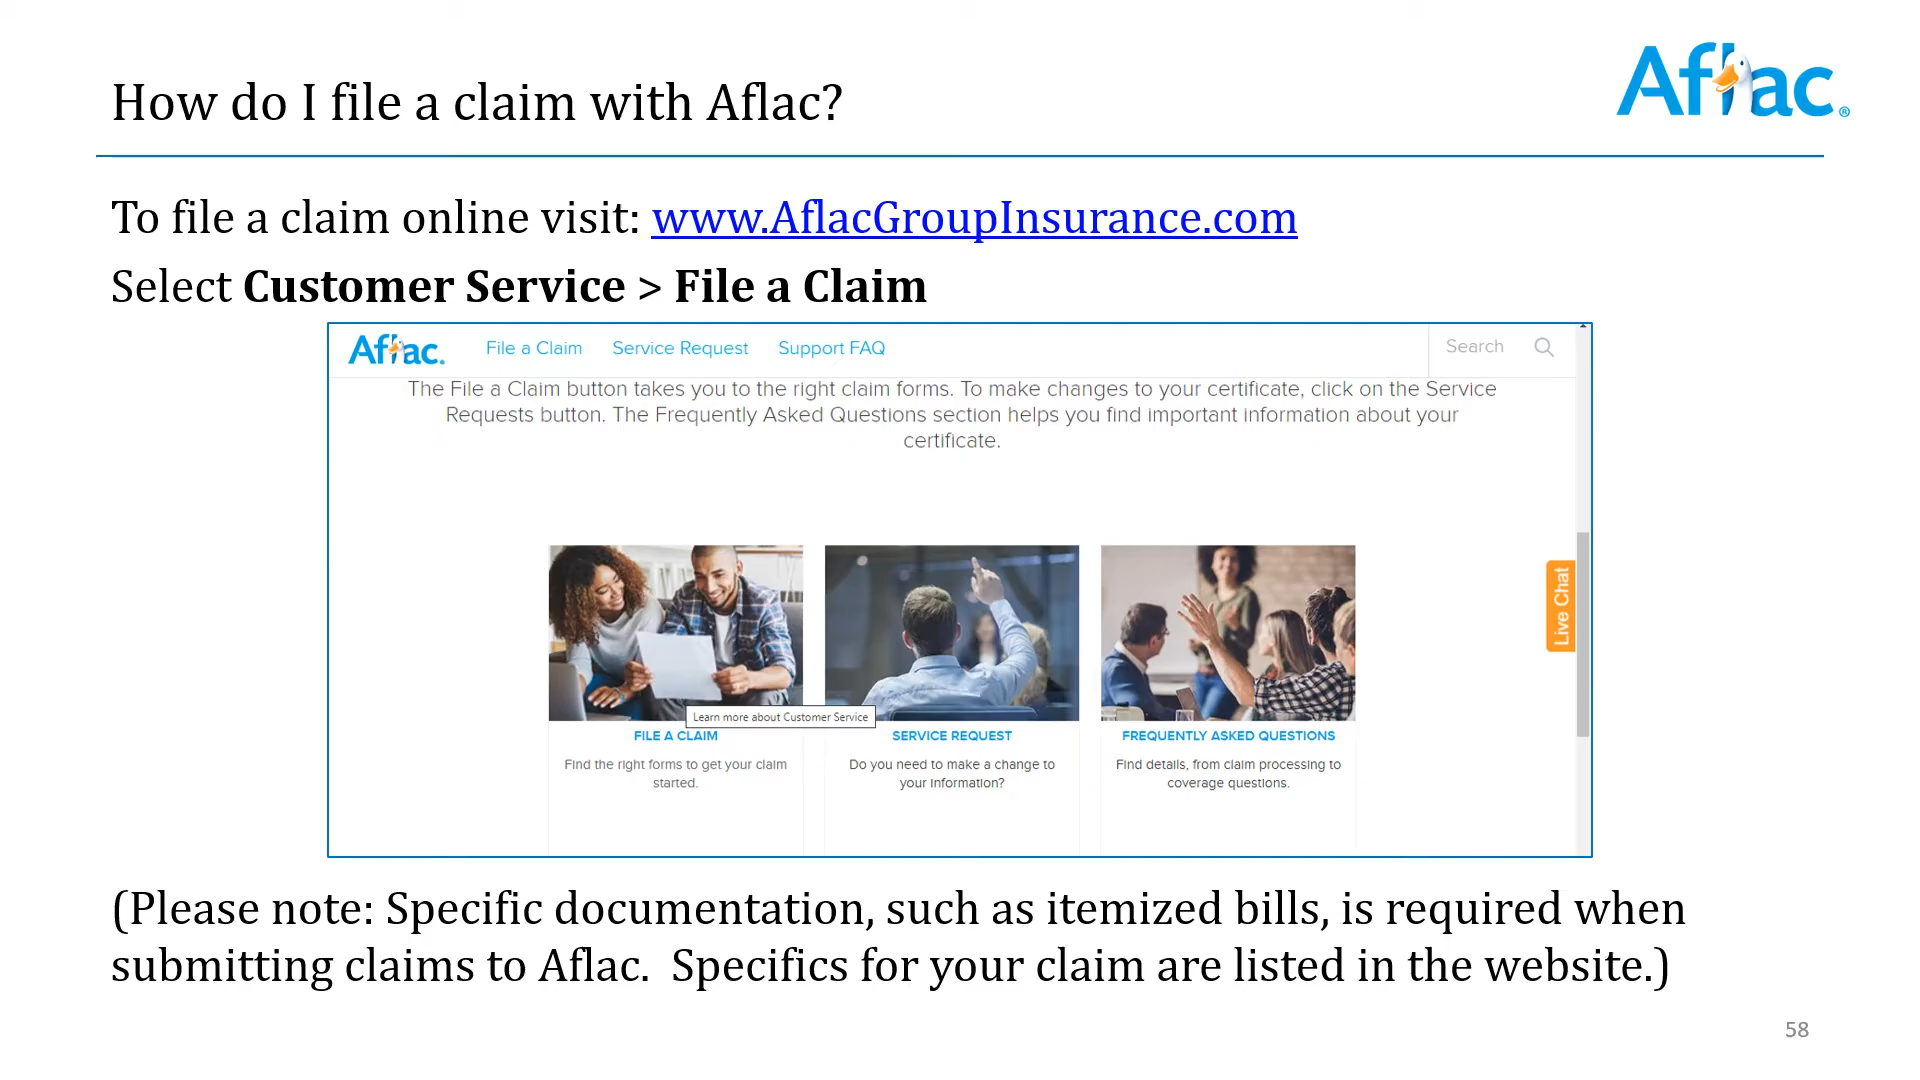 How do I file a claim with Aflac?
Aflac®
To file a claim online visit: www.AflacGroupInsurance.com
Select Customer Service > File a Claim
Aflac. File a Claim Service Request Support FAQ Search
The File a Claim button takes you to the right claim forms. To make changes to your certificate, click on the Service
Requests button. The Frequently Asked Questions section helps you find important information about your
certificate.
Live Chat
Learn more about Customer Service
FILE A CLAIM
Find the right forms to get your claim
started.
SERVICE REQUEST
Do you need to make a change to
your information?
FREQUENTLY ASKED QUESTIONS
Find details, from claim processing to
coverage questions.
(Please note: Specific documentation, such as itemized bills, is required when
submitting claims to Aflac.  Specifics for your claim are listed in the website.)
58